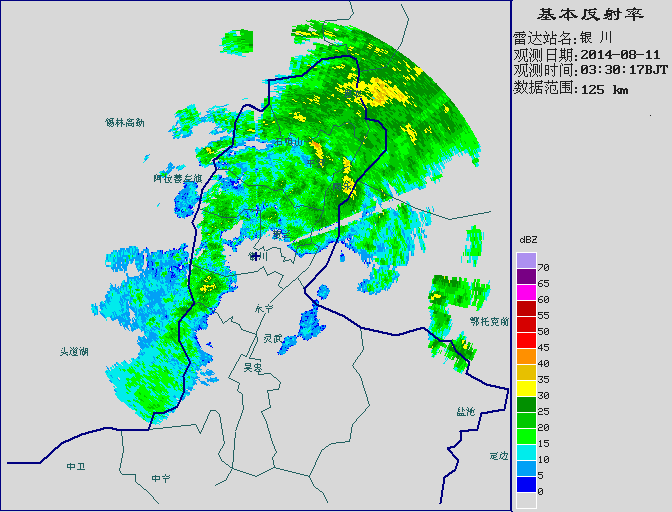 基本反射率
雷达站名:银 川
观测日期:2014-08-11
观测时间:03:30:17BJT
数据范围:125 km
锡林高勒
石嘴山
阿拉善左旗
银川
永宁
灵武
吴忠
鄂托克前
头道湖
盐池
定边
中卫
中宁
dBZ
70
65
60
55
50
45
40
35
30
25
20
15
10
5
0